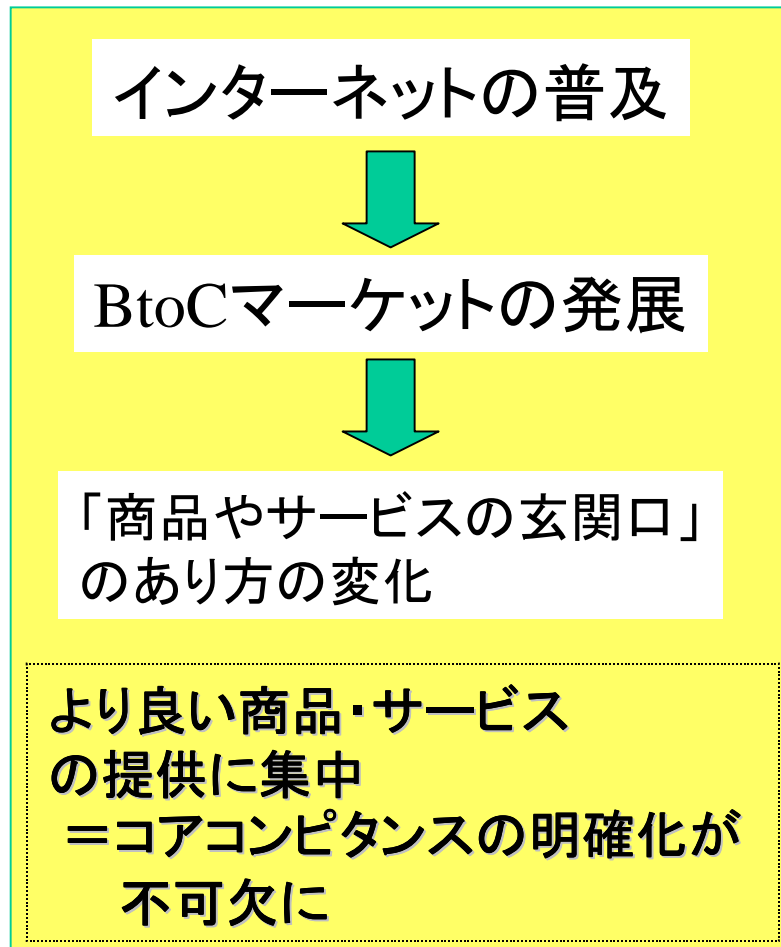 インターネットの普及
BtoCマーケットの発展
「商品やサービスの玄関口」
のあり方の変化
より良い商品・サービス
の提供に集中
＝コアコンピタンスの明確化が
不可欠に